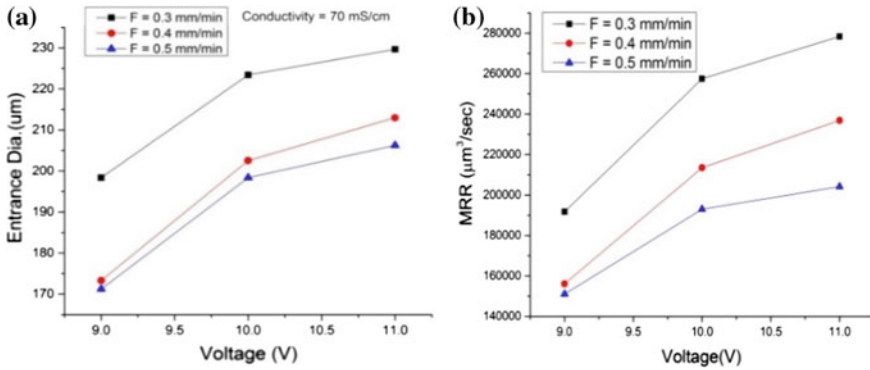 (a)
F = 0.3 mm/min
F = 0.4 mm/min
F = 0.5 mm/min
Conductivity = 70 mS/cm
Entrance Dia.(um)
230
220
210
200
190
180
170
9.0
9.5
10.0
10.5
11.0
Voltage (V)
(b)
F = 0.3 mm/min
F = 0.4 mm/min
F = 0.5 mm/min
MRR (μm³/sec)
280000
260000
240000
220000
200000
180000
160000
140000
9.0
9.5
10.0
10.5
11.0
Voltage(V)